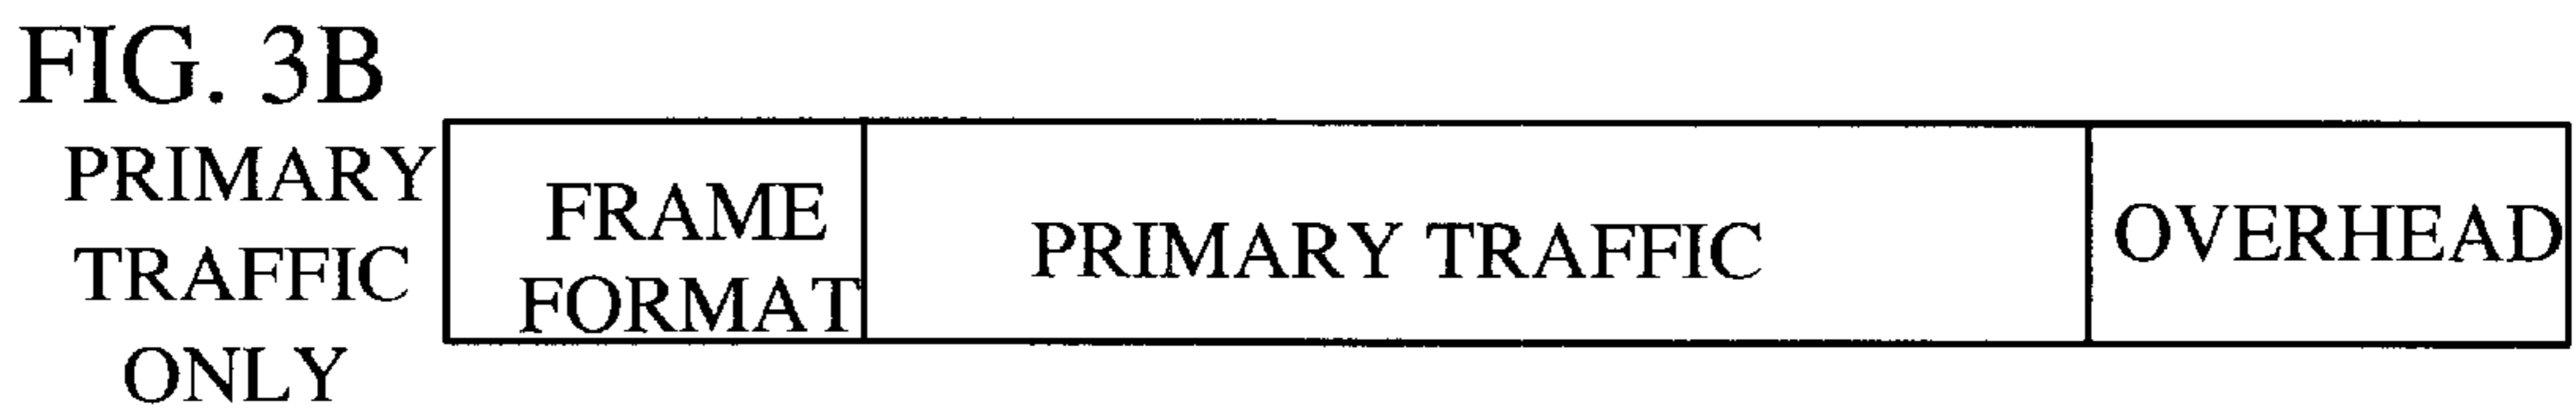 FIG. 3B
PRIMARY
TRAFFIC
ONLY
FRAME
FORMAT
PRIMARY TRAFFIC
OVERHEAD